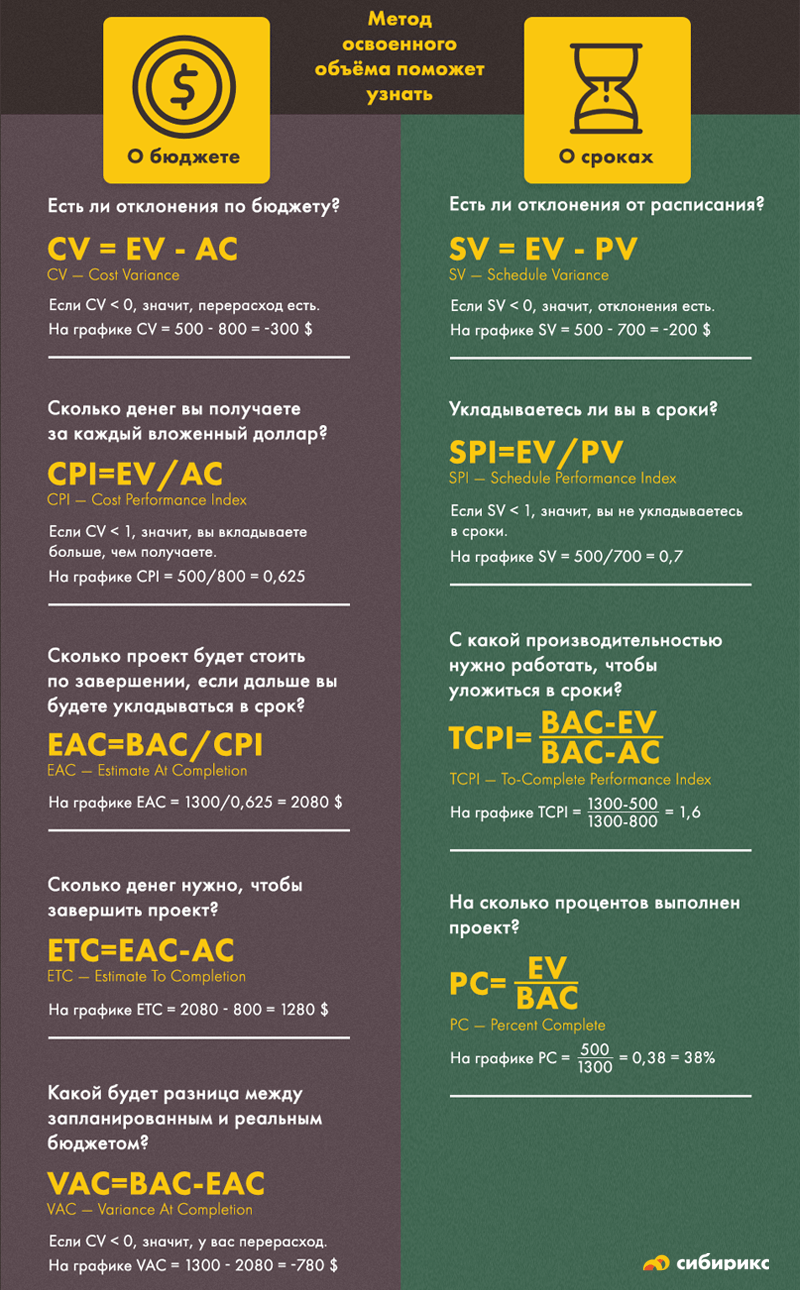 Метод
освоенного
объёма поможет
узнать
О бюджете
Есть ли отклонения по бюджету?
CV = EV - AC
CV — Cost Variance
Если CV < 0, значит, перерасход есть.
На графике CV = 500 - 800 = -300 $
Сколько денег вы получаете
за каждый вложенный доллар?
CPI=EV/AC
CPI — Cost Performance Index
Если CV < 1, значит, вы вкладываете
больше, чем получаете.
На графике CPI = 500/800 = 0,625
Сколько проект будет стоить
по завершении, если дальше вы
будете укладываться в срок?
EAC=BAC/CPI
EAC — Estimate At Completion
На графике EAC = 1300/0,625 = 2080 $
Сколько денег нужно, чтобы
завершить проект?
ETC=EAC-AC
ETC — Estimate To Completion
На графике ETC = 2080 - 800 = 1280 $
Какой будет разница между
запланированным и реальным
бюджетом?
VAC=BAC-EAC
VAC — Variance At Completion
Если CV < 0, значит, у вас перерасход.
На графике VAC = 1300 - 2080 = -780 $
О сроках
Есть ли отклонения от расписания?
SV = EV - PV
SV — Schedule Variance
Если SV < 0, значит, отклонения есть.
На графике SV = 500 - 700 = -200 $
Укладываетесь ли вы в сроки?
SPI=EV/PV
SPI — Schedule Performance Index
Если SV < 1, значит, вы не укладываетесь
в сроки.
На графике SV = 500/700 = 0,7
С какой производительностью
нужно работать, чтобы
уложиться в сроки?
TCPI= BAC-EV
BAC-AC
TCPI — To-Complete Performance Index
На графике TCPI = 1300-500 = 1,6
1300-800
На сколько процентов выполнен
проект?
PC= EV
BAC
PC — Percent Complete
На графике PC = 500 = 0,38 = 38%
1300
сибирикс